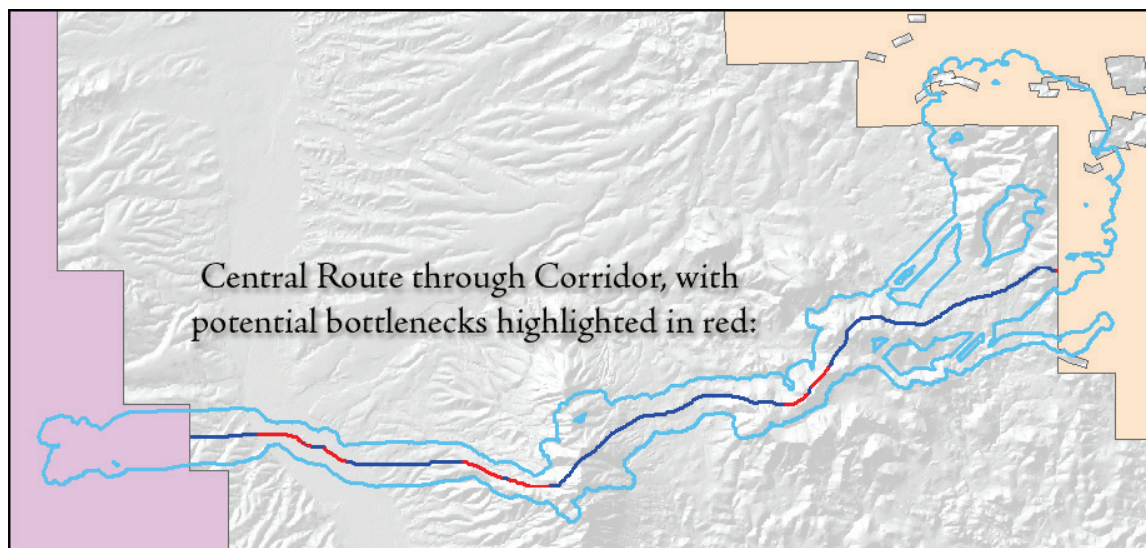 Central Route through Corridor, with
potential bottlenecks highlighted in red: